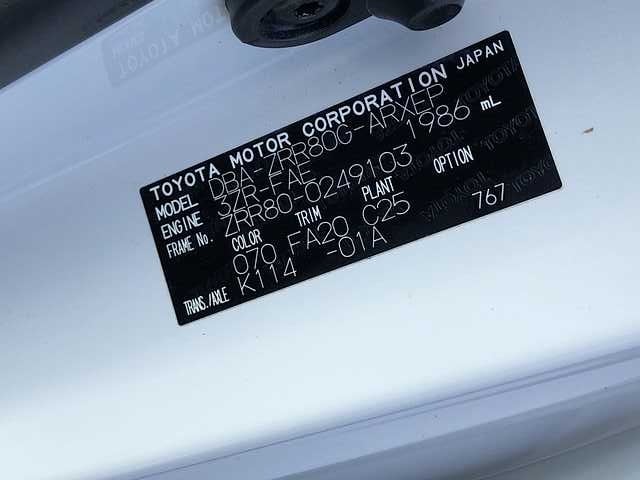 TOYOTA MOTOR CORPORATION JAPAN
MODEL DBA-ZRR80G-ARXEP
ENGINE 3ZR-FAE 1986 mL
FRAME No. ZRR80-0249103
COLOR TRIM PLANT OPTION
070 FA20 C25 767
TRANS./AXLE K114 -01A